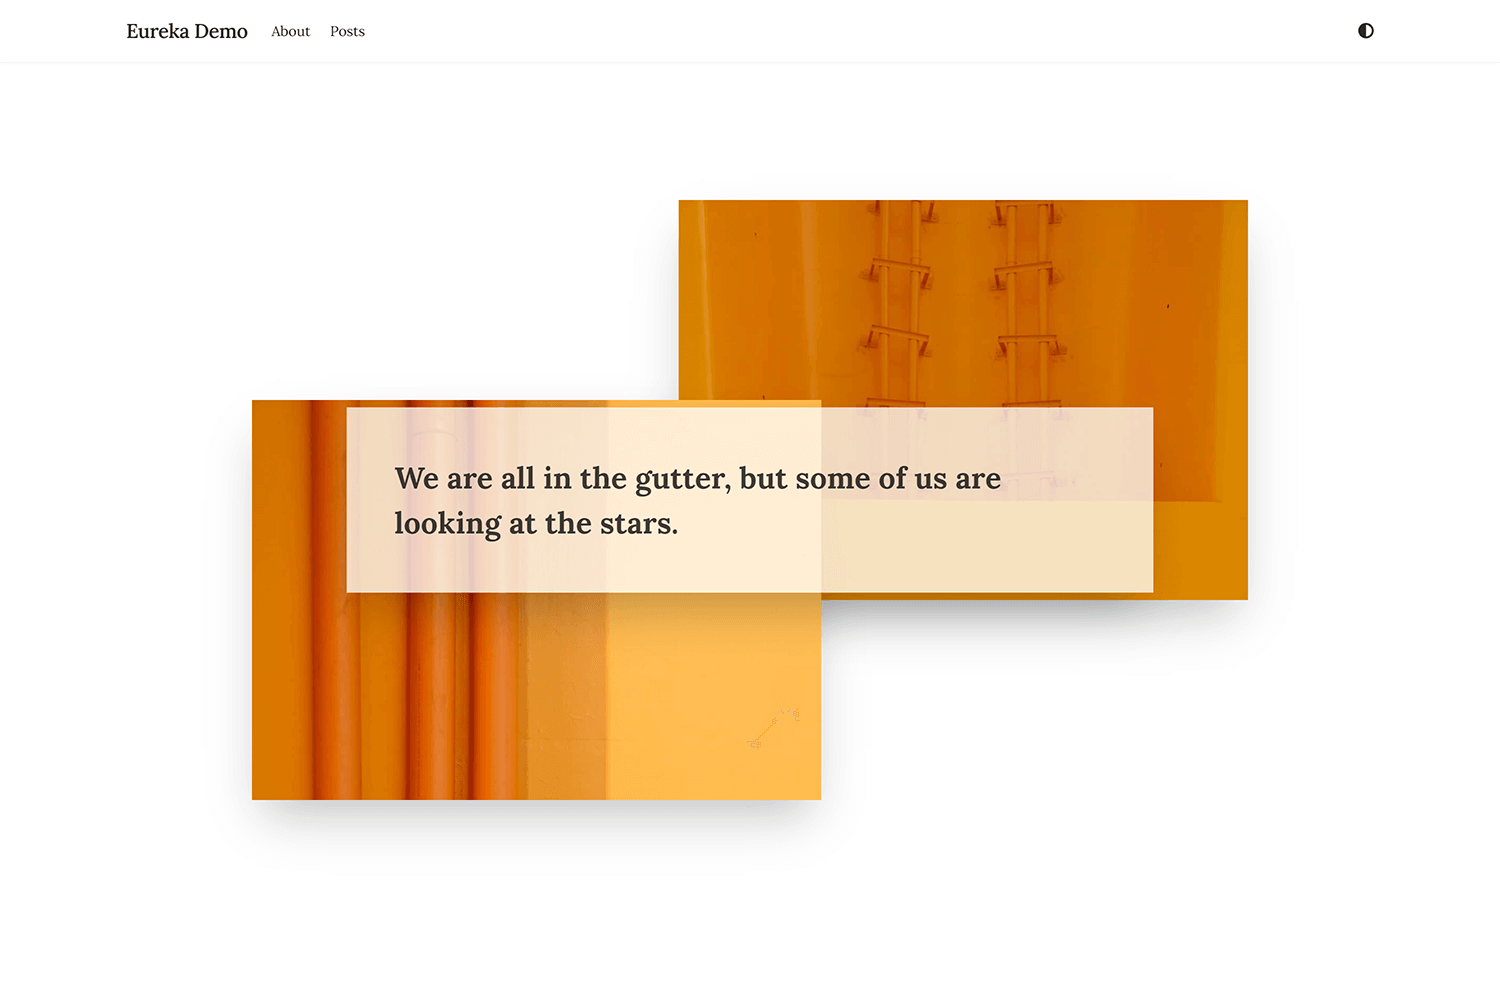 Eureka Demo About Posts
We are all in the gutter, but some of us are
looking at the stars.